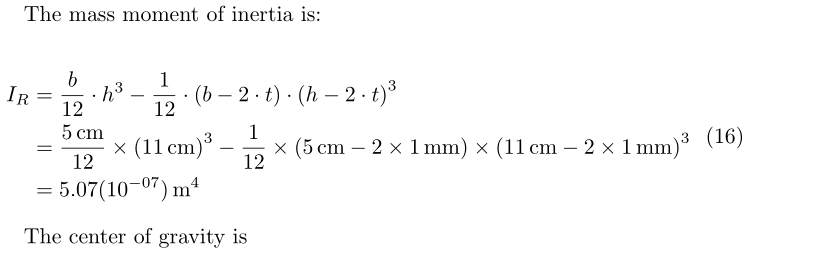 The mass moment of inertia is:
I_R = b/12 · h³ − 1/12 · (b − 2 · t) · (h − 2 · t)³
= 5 cm/12 × (11 cm)³ − 1/12 × (5 cm − 2 × 1 mm) × (11 cm − 2 × 1 mm)³ (16)
= 5.07(10⁻⁰⁷) m⁴
The center of gravity is